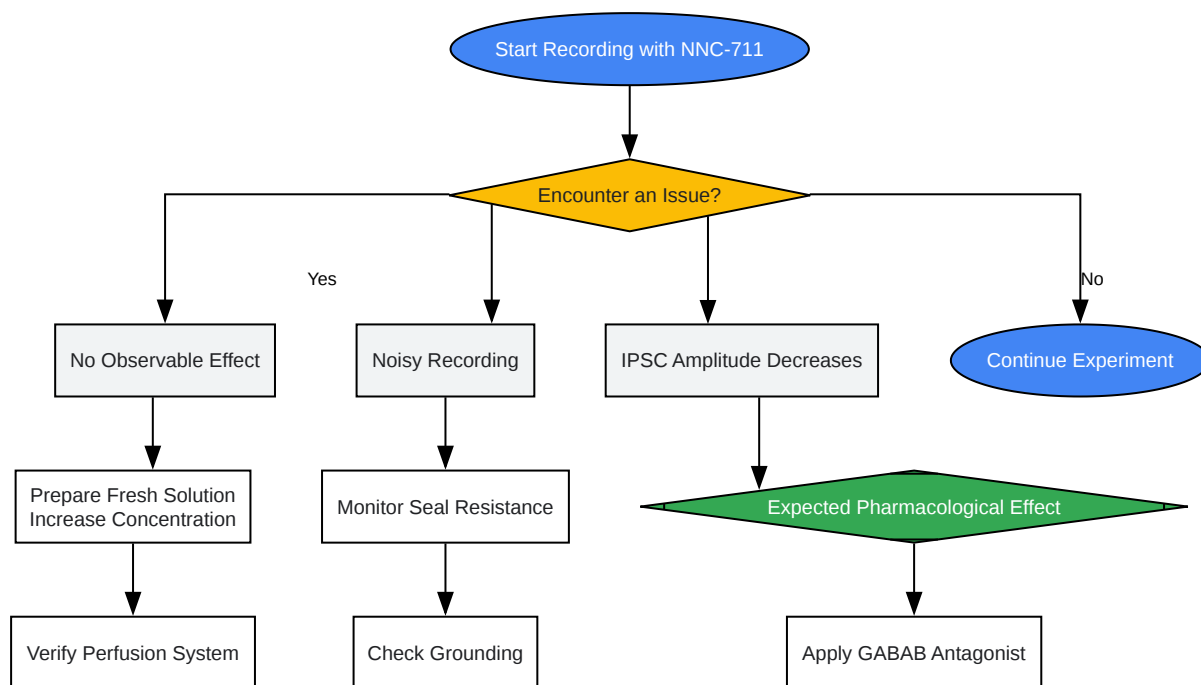 Start Recording with NNC-711
Encounter an Issue?
Yes
No
No Observable Effect
Noisy Recording
IPSC Amplitude Decreases
Continue Experiment
Prepare Fresh Solution
Increase Concentration
Monitor Seal Resistance
Expected Pharmacological Effect
Verify Perfusion System
Check Grounding
Apply GABAB Antagonist